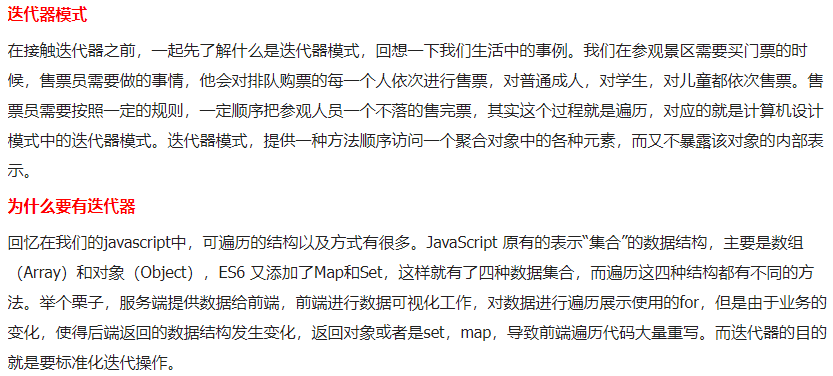 迭代器模式
在接触迭代器之前，一起先了解什么是迭代器模式，回想一下我们生活中的事例。我们在参观景区需要买门票的时
候，售票员需要做的事情，他会对排队购票的每一个人依次进行售票，对普通成人，对学生，对儿童都依次售票。售
票员需要按照一定的规则，一定顺序把参观人员一个不落的售完票，其实这个过程就是遍历，对应的就是计算机设计
模式中的迭代器模式。迭代器模式，提供一种方法顺序访问一个聚合对象中的各种元素，而又不暴露该对象的内部表
示。
为什么要有迭代器
回忆在我们的javascript中，可遍历的结构以及方式有很多。JavaScript 原有的表示“集合”的数据结构，主要是数组
（Array）和对象（Object），ES6 又添加了Map和Set，这样就有了四种数据集合，而遍历这四种结构都有不同的方
法。举个栗子，服务端提供数据给前端，前端进行数据可视化工作，对数据进行遍历展示使用的for，但是由于业务的
变化，使得后端返回的数据结构发生变化，返回对象或者是set，map，导致前端遍历代码大量重写。而迭代器的目的
就是要标准化迭代操作。